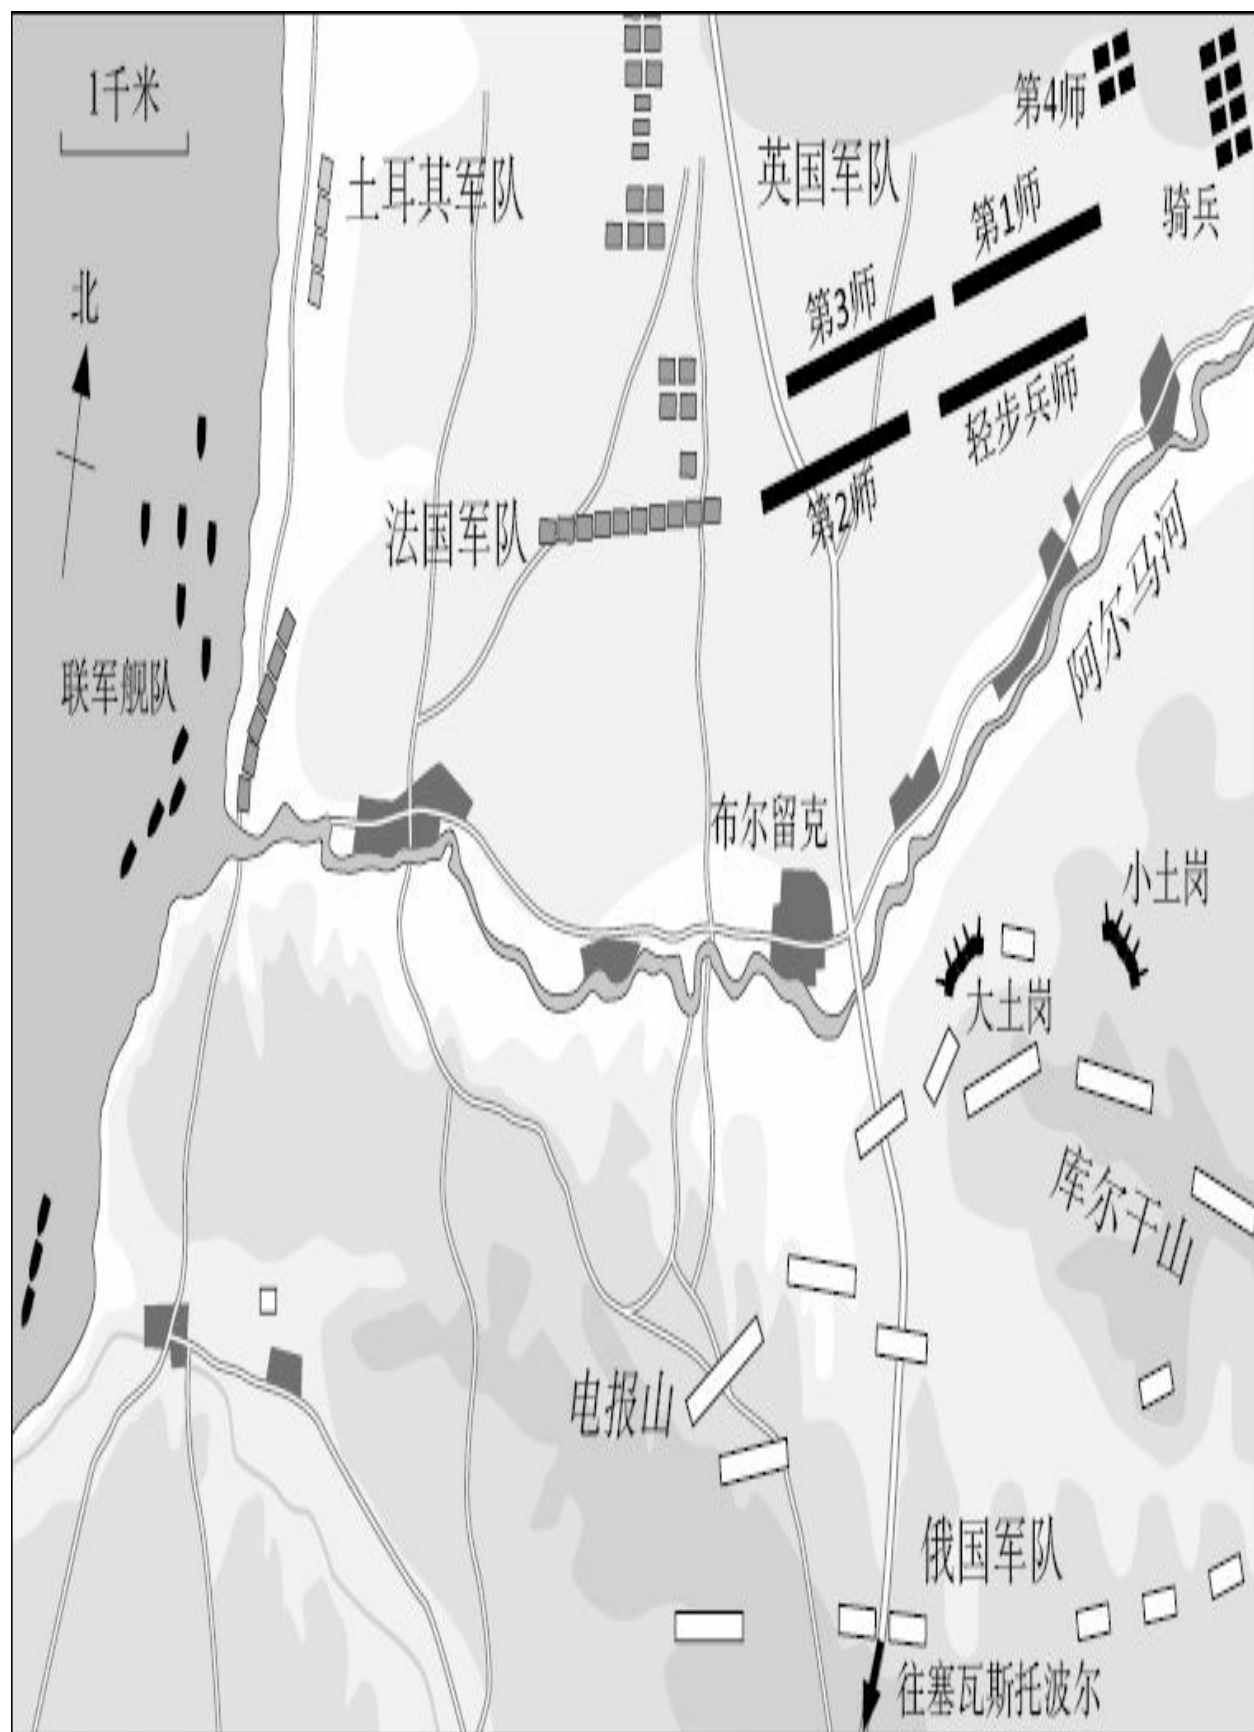 1千米
第4师
土耳其军队
英国军队
第1师
骑兵
北
第3师
轻步兵师
第2师
法国军队
阿尔马河
联军舰队
布尔留克
小土岗
大土岗
库尔干山
电报山
俄国军队
往塞瓦斯托波尔